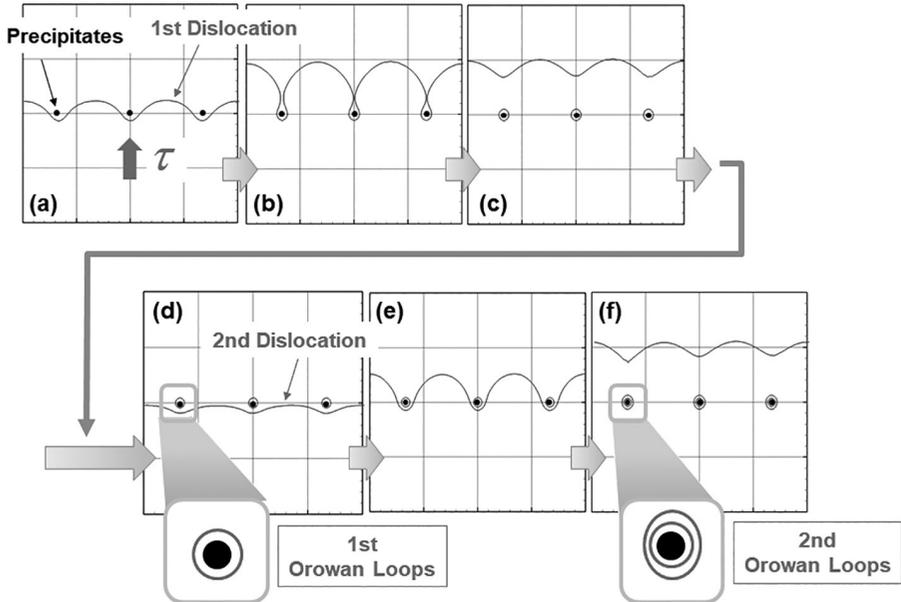 Precipitates
1st Dislocation
τ
(a)
(b)
(c)
(d)
2nd Dislocation
(e)
(f)
1st
Orowan Loops
2nd
Orowan Loops